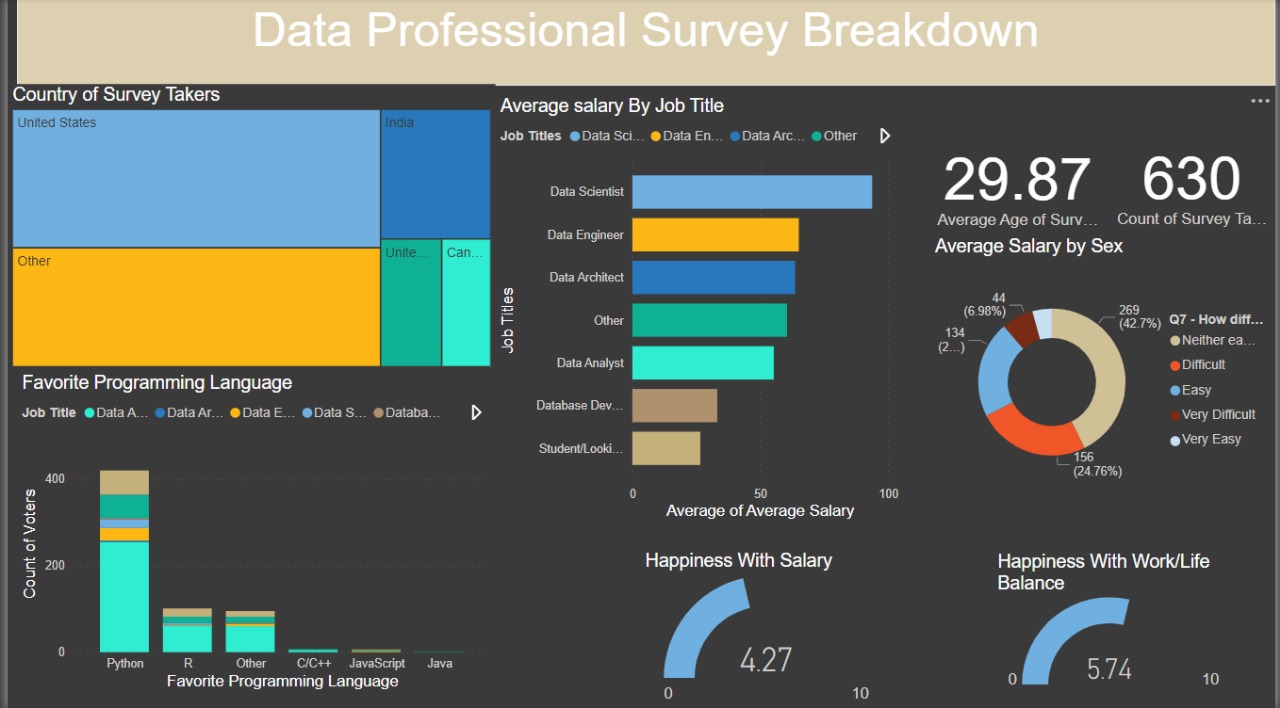 Data Professional Survey Breakdown
Country of Survey Takers
United States
India
Other
Unite...
Can...
Favorite Programming Language
Job Title Data A... Data Ar... Data E... Data S... Databa...
Count of Voters
400
200
0
Python R Other C/C++ JavaScript Java
Favorite Programming Language
Average salary By Job Title
Job Titles Data Sci... Data En... Data Arc... Other
Job Titles
Data Scientist
Data Engineer
Data Architect
Other
Data Analyst
Database Dev...
Student/Looki...
0 50 100
Average of Average Salary
29.87
Average Age of Surv...
630
Count of Survey Ta...
Average Salary by Sex
44
(6.98%)
134
(2...)
269
(42.7%)
156
(24.76%)
Q7 - How diff...
Neither ea...
Difficult
Easy
Very Difficult
Very Easy
Happiness With Salary
4.27
0 10
Happiness With Work/Life
Balance
5.74
0 10